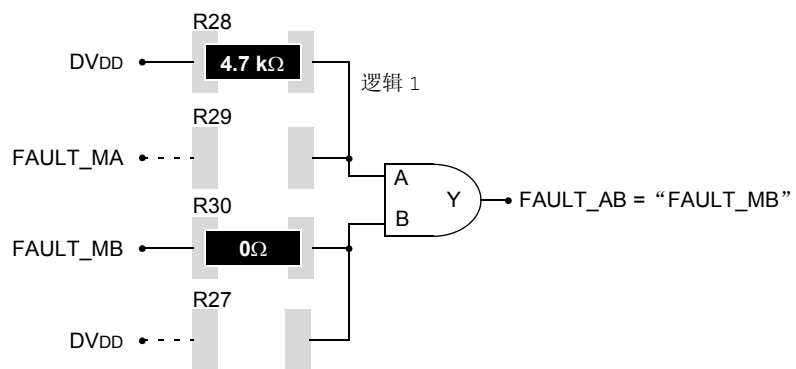 R28
DVDD
4.7 kΩ
逻辑 1
R29
FAULT_MA
A
Y
FAULT_AB = “FAULT_MB”
B
R30
FAULT_MB
0Ω
R27
DVDD